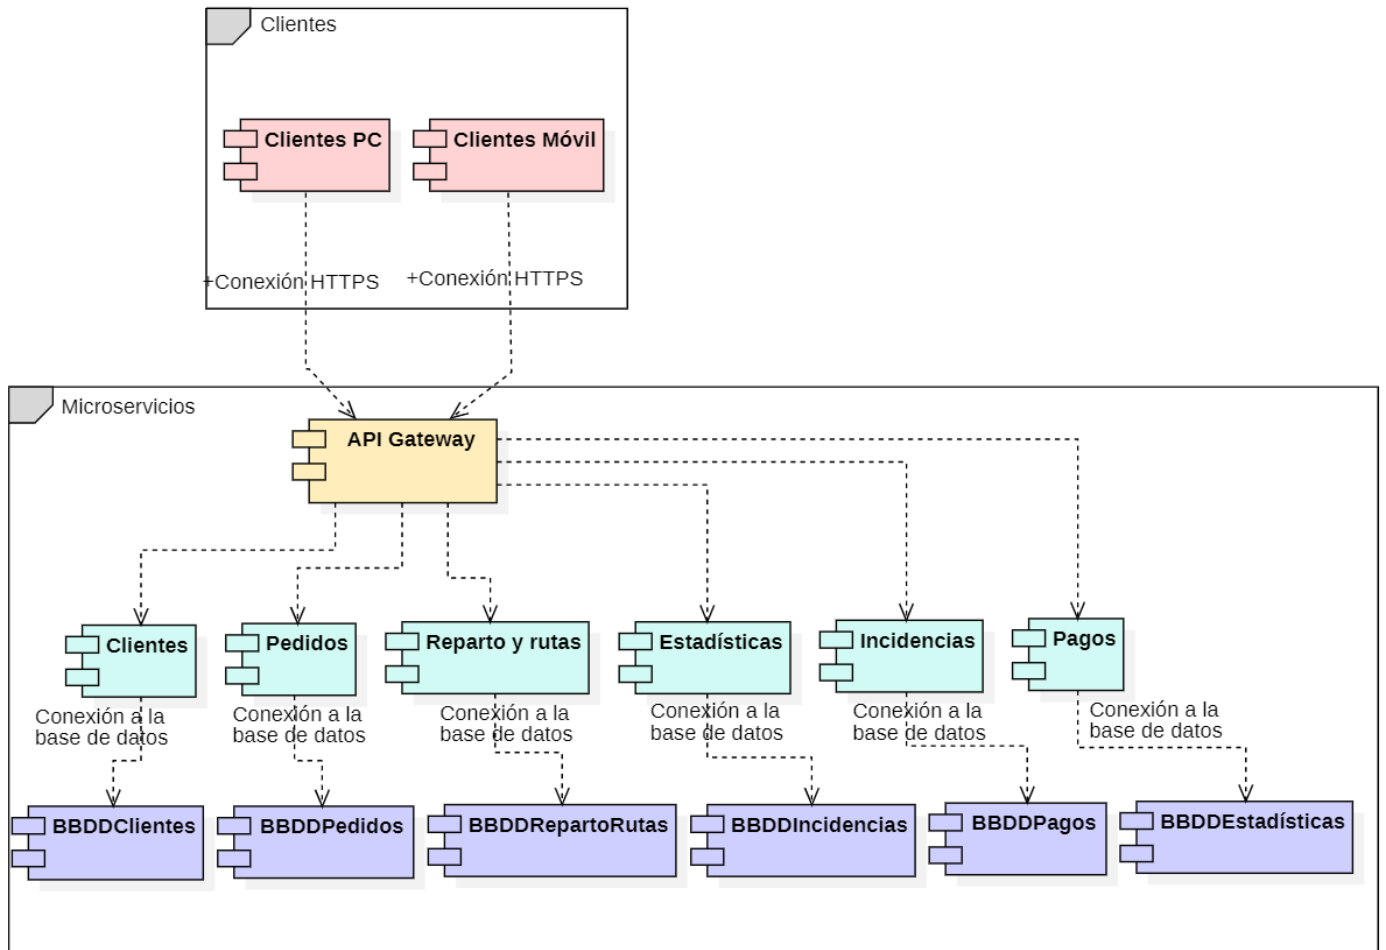 Clientes
Clientes PC
Clientes Móvil
+Conexión HTTPS
+Conexión HTTPS
Microservicios
API Gateway
Clientes
Pedidos
Reparto y rutas
Estadísticas
Incidencias
Pagos
Conexión a la
base de datos
Conexión a la
base de datos
Conexión a la
base de datos
Conexión a la
base de datos
Conexión a la
base de datos
Conexión a la
base de datos
BBDDClientes
BBDDPedidos
BBDDRepartoRutas
BBDDIncidencias
BBDDPagos
BBDDEstadísticas